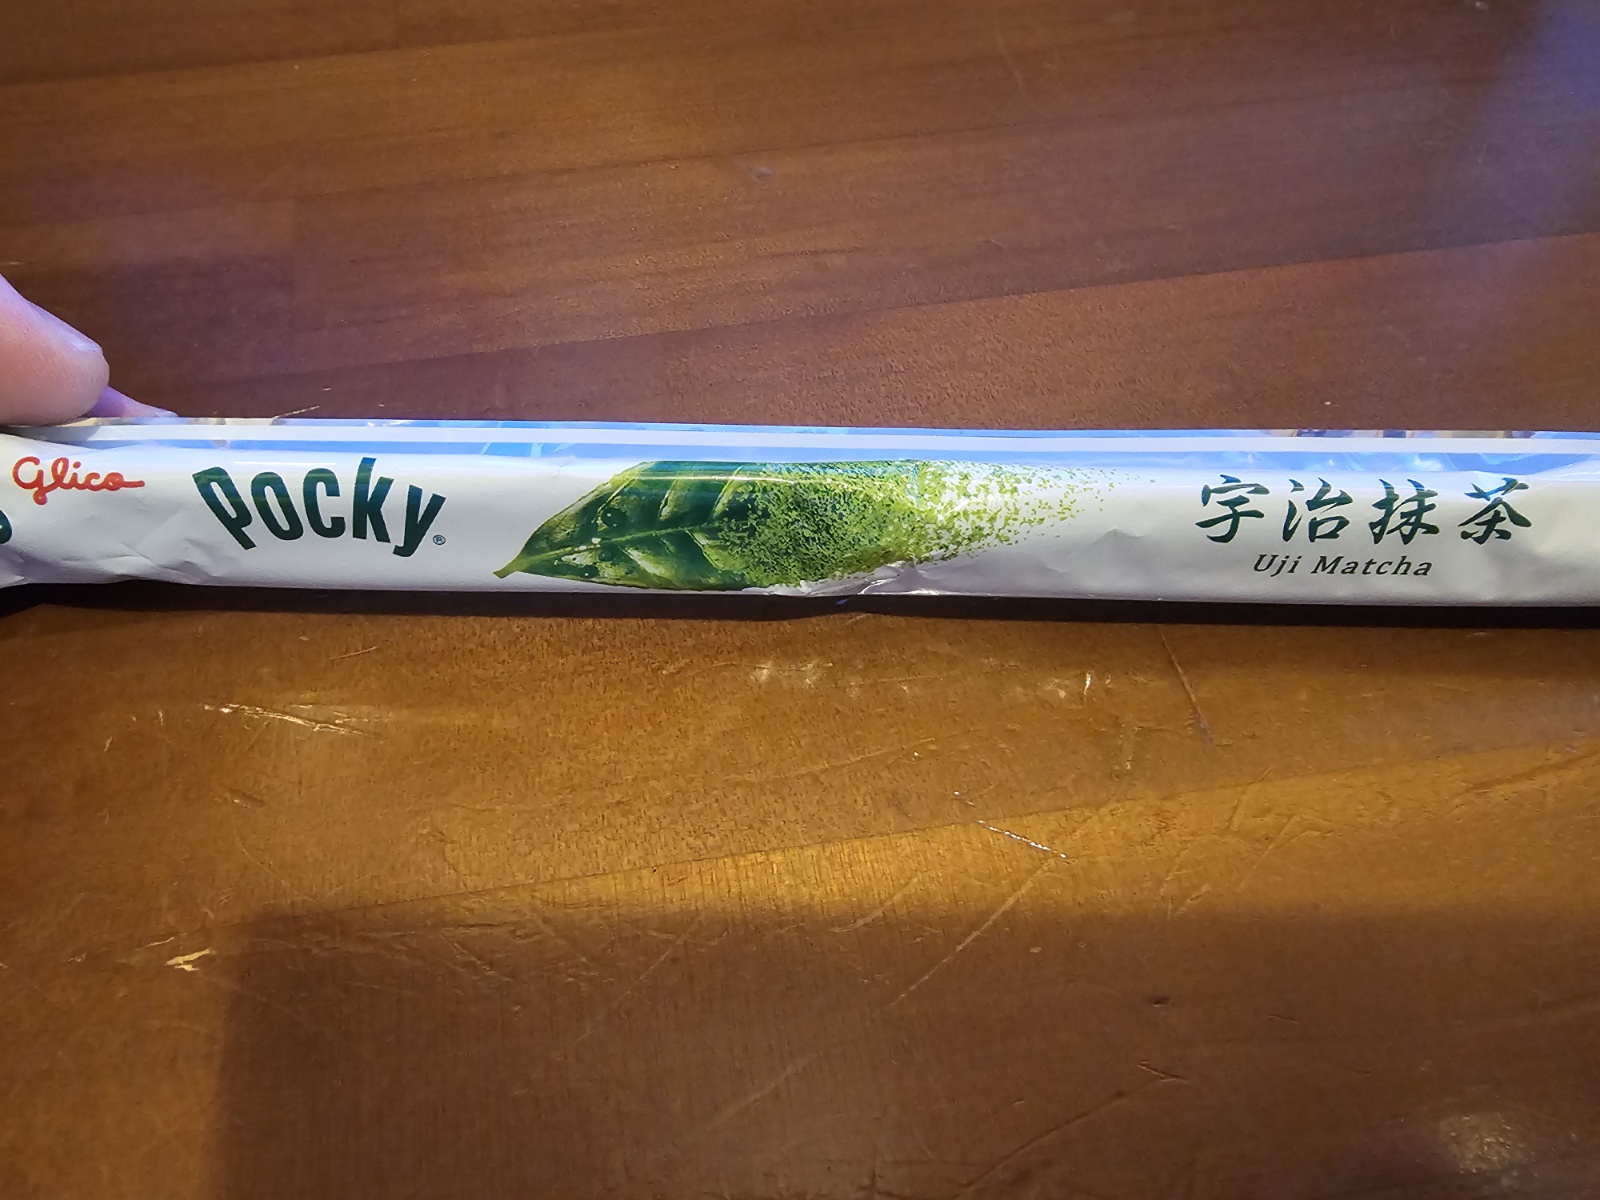 Glico
Pocky®
宇治抹茶
Uji Matcha